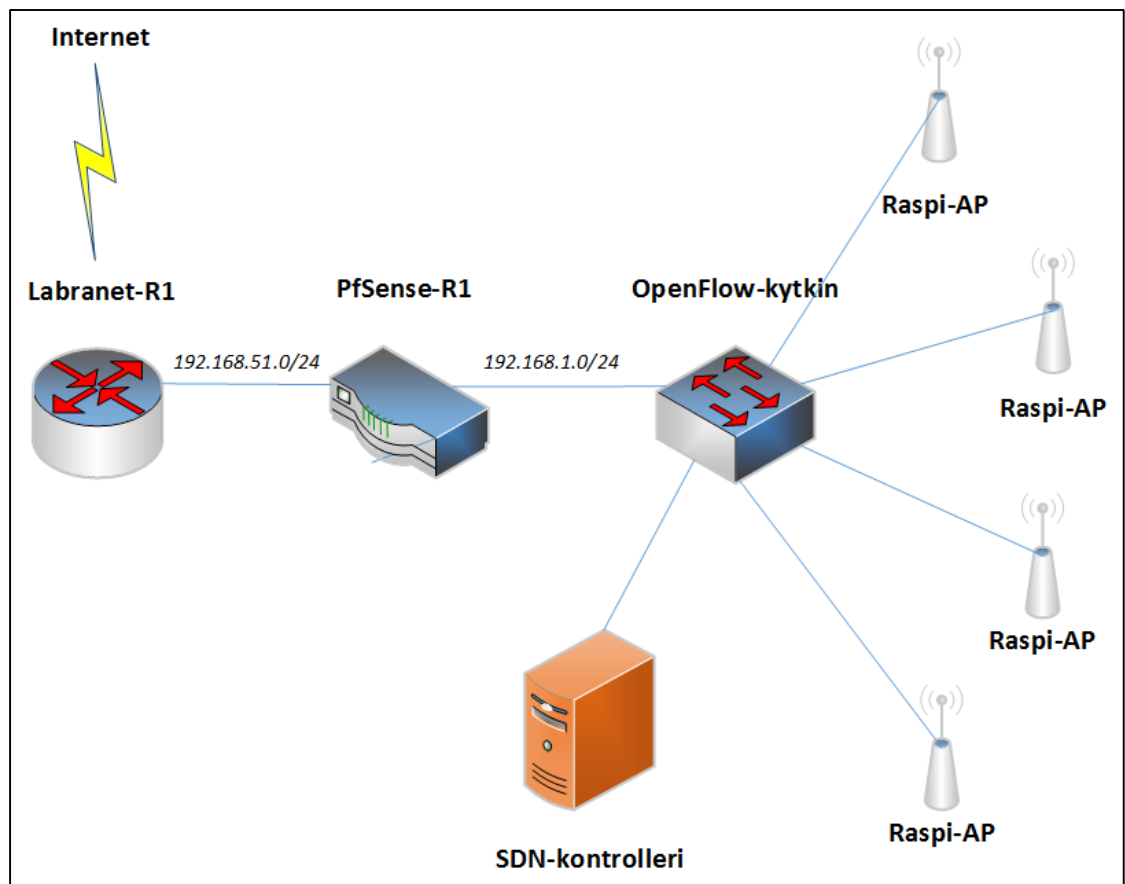 Internet
Raspi-AP
Labranet-R1
PfSense-R1
OpenFlow-kytkin
192.168.51.0/24
192.168.1.0/24
Raspi-AP
Raspi-AP
Raspi-AP
SDN-kontrolleri